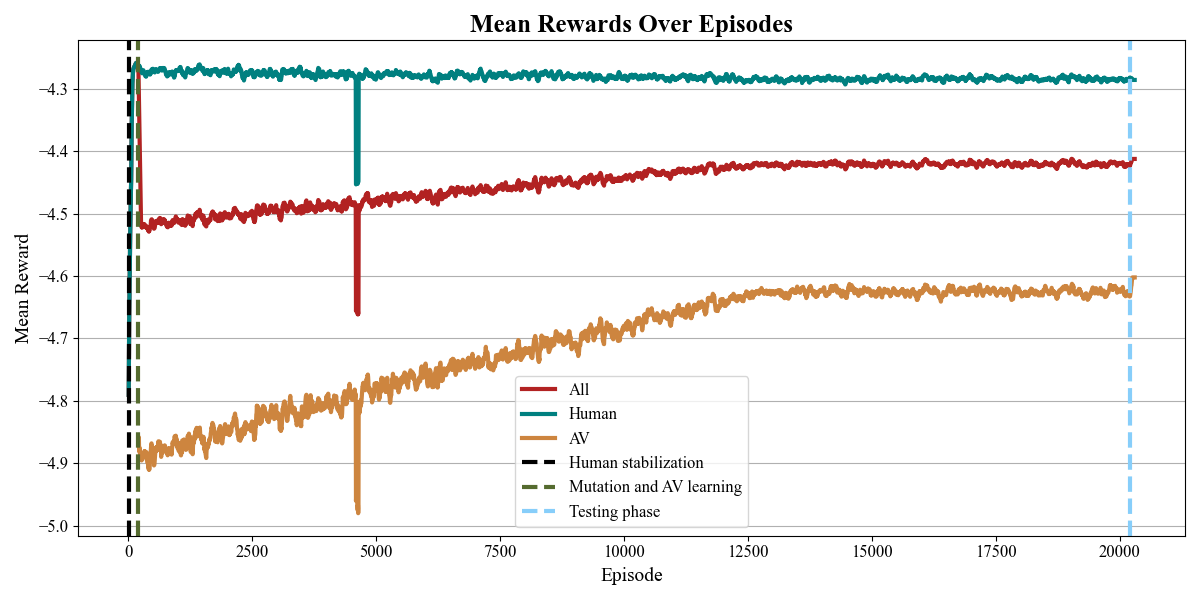 Mean Rewards Over Episodes
Mean Reward
−4.3
−4.4
−4.5
−4.6
−4.7
−4.8
−4.9
−5.0
All
Human
AV
Human stabilization
Mutation and AV learning
Testing phase
0
2500
5000
7500
10000
12500
15000
17500
20000
Episode